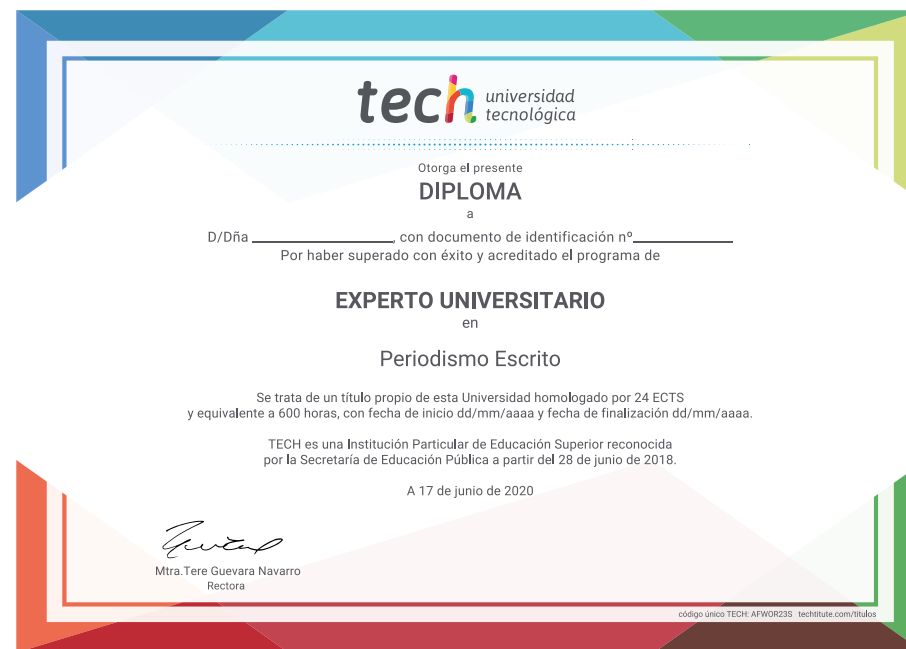 tech universidad
tecnológica
Otorga el presente
DIPLOMA
a
D/Dña ____________________, con documento de identificación nº______________
Por haber superado con éxito y acreditado el programa de
EXPERTO UNIVERSITARIO
en
Periodismo Escrito
Se trata de un título propio de esta Universidad homologado por 24 ECTS
y equivalente a 600 horas, con fecha de inicio dd/mm/aaaa y fecha de finalización dd/mm/aaaa.
TECH es una Institución Particular de Educación Superior reconocida
por la Secretaría de Educación Pública a partir del 28 de junio de 2018.
A 17 de junio de 2020
Mtra.Tere Guevara Navarro
Rectora
código único TECH: AFWOR23S techtitute.com/titulos